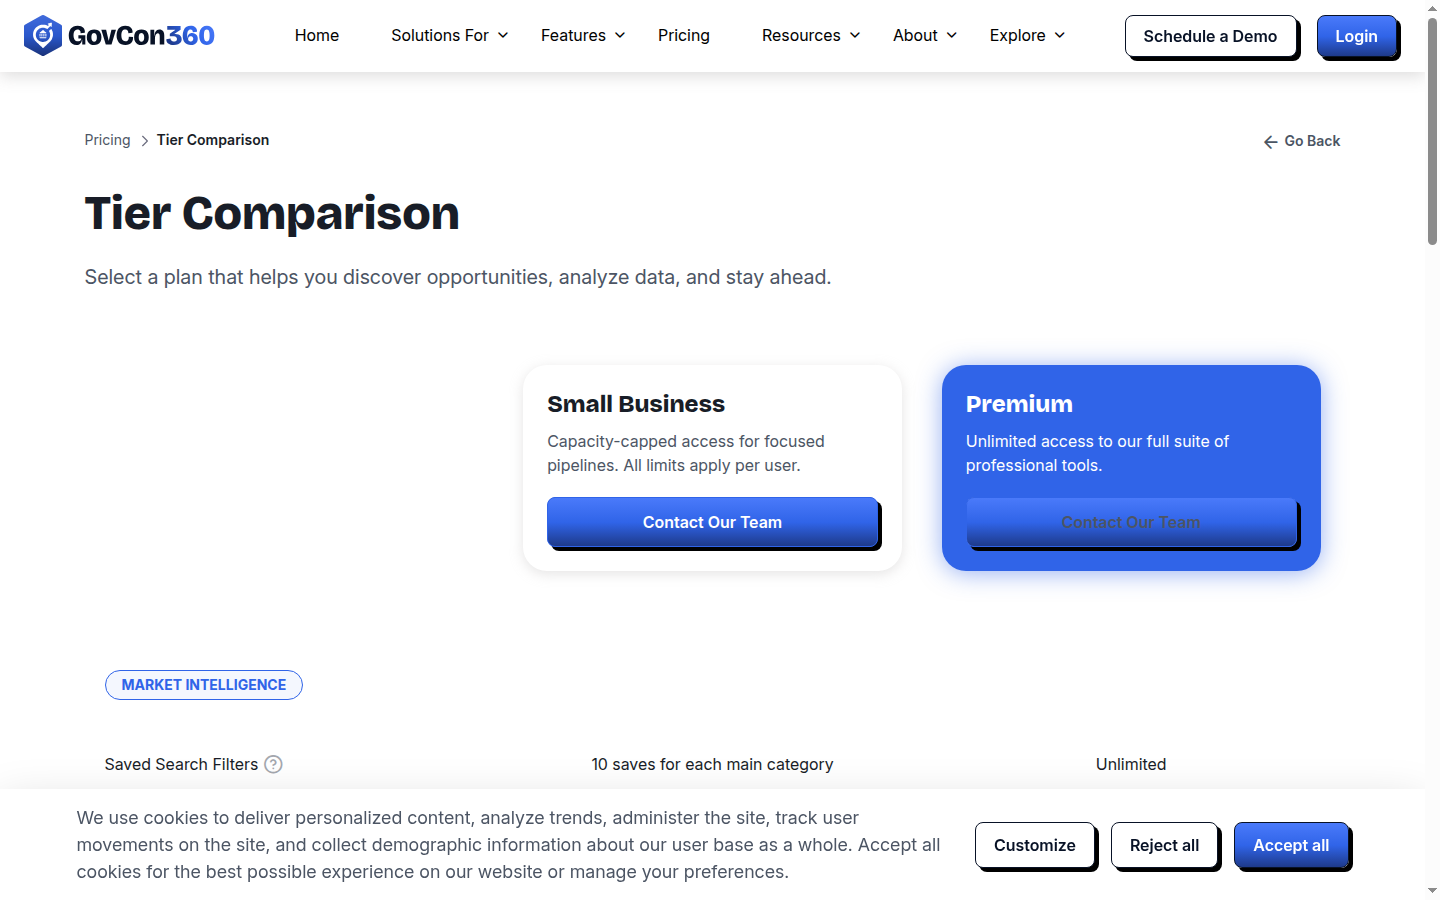 GovCon360
Home
Solutions For
Features
Pricing
Resources
About
Explore
Schedule a Demo
Login
Pricing
Tier Comparison
Go Back
Tier Comparison
Select a plan that helps you discover opportunities, analyze data, and stay ahead.
Small Business
Capacity-capped access for focused
pipelines. All limits apply per user.
Contact Our Team
Premium
Unlimited access to our full suite of
professional tools.
Contact Our Team
MARKET INTELLIGENCE
Saved Search Filters
10 saves for each main category
Unlimited
We use cookies to deliver personalized content, analyze trends, administer the site, track user
movements on the site, and collect demographic information about our user base as a whole. Accept all
cookies for the best possible experience on our website or manage your preferences.
Customize
Reject all
Accept all